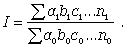 I = ∑ a₁b₁c₁...n₁ / ∑ a₀b₀c₀...n₀ .